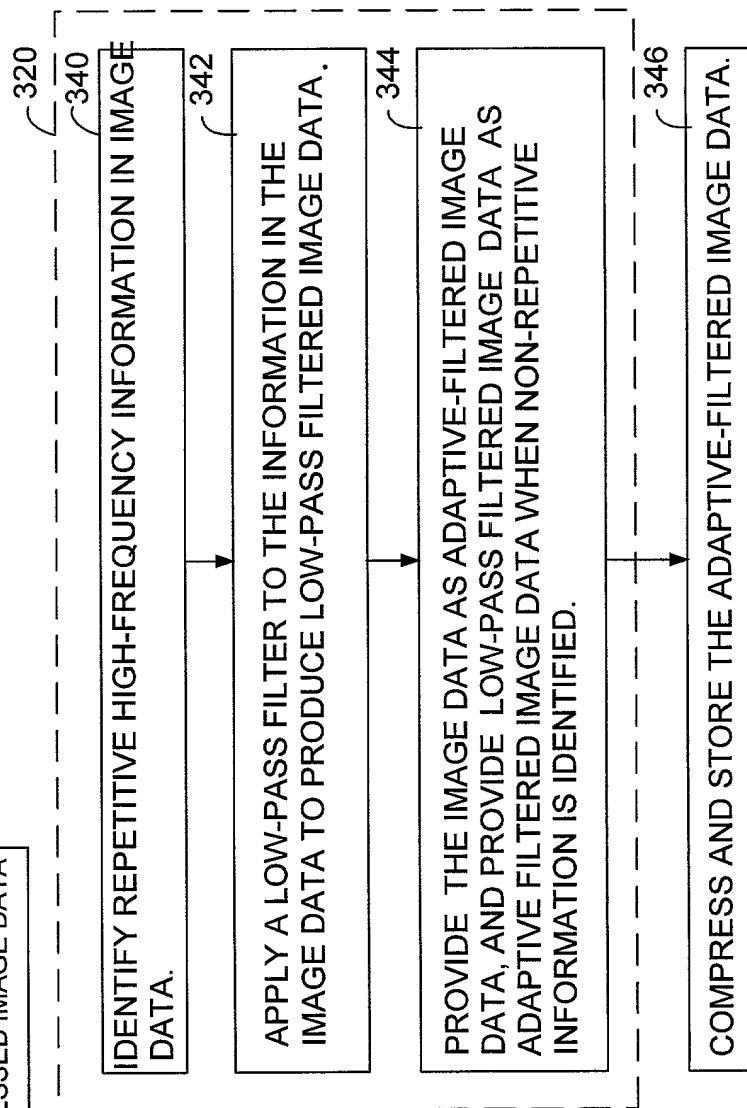 ESSED IMAGE DATA
320
340
IDENTIFY REPETITIVE HIGH-FREQUENCY INFORMATION IN IMAGE
DATA.
342
APPLY A LOW-PASS FILTER TO THE INFORMATION IN THE
IMAGE DATA TO PRODUCE LOW-PASS FILTERED IMAGE DATA.
344
PROVIDE THE IMAGE DATA AS ADAPTIVE-FILTERED IMAGE
DATA, AND PROVIDE LOW-PASS FILTERED IMAGE DATA AS
ADAPTIVE FILTERED IMAGE DATA WHEN NON-REPETITIVE
INFORMATION IS IDENTIFIED.
346
COMPRESS AND STORE THE ADAPTIVE-FILTERED IMAGE DATA.